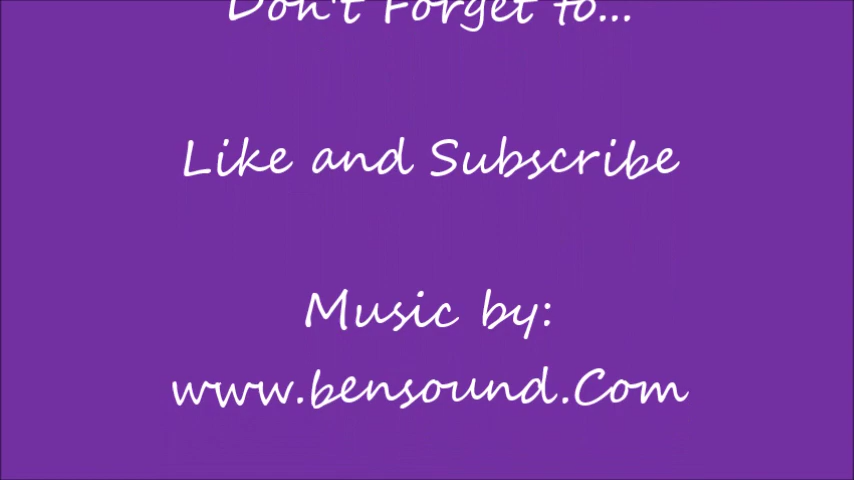 Don't Forget to...
Like and Subscribe
Music by:
www.bensound.Com